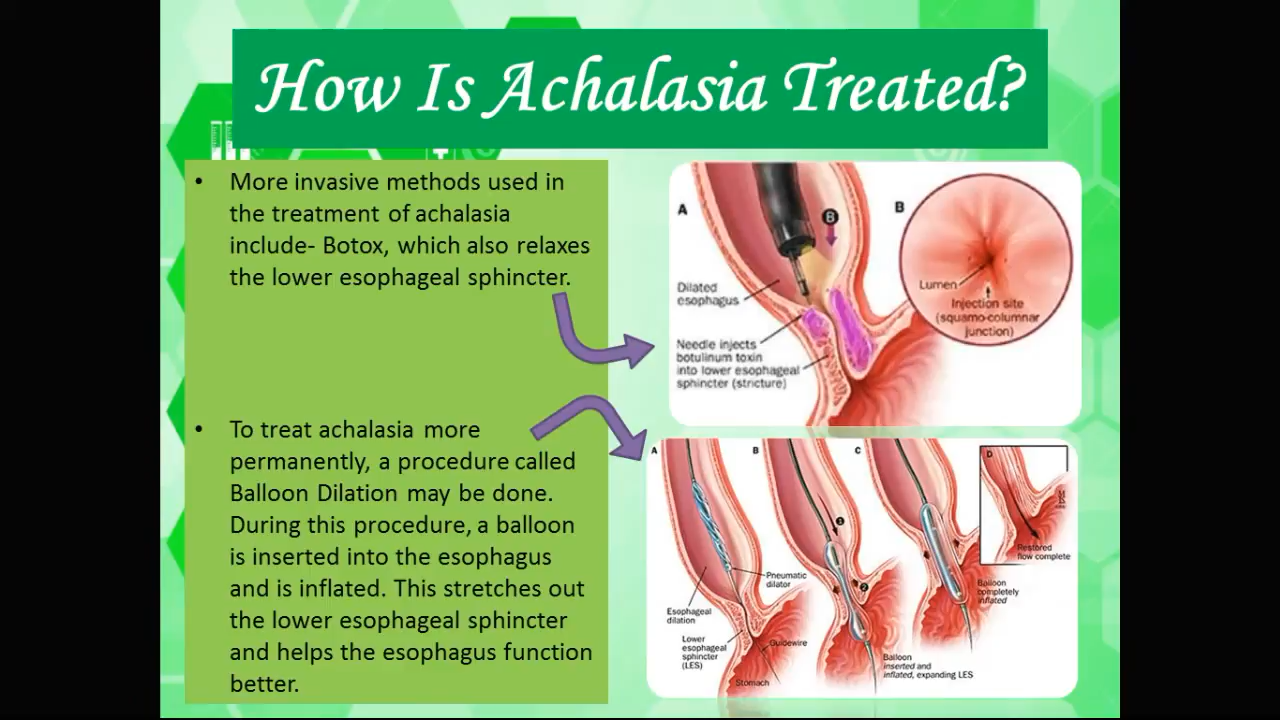 How Is Achalasia Treated?
• More invasive methods used in
the treatment of achalasia
include- Botox, which also relaxes
the lower esophageal sphincter.
• To treat achalasia more
permanently, a procedure called
Balloon Dilation may be done.
During this procedure, a balloon
is inserted into the esophagus
and is inflated. This stretches out
the lower esophageal sphincter
and helps the esophagus function
better.
A
B
B
Dilated
esophagus
Needle injects
botulinum toxin
into lower esophageal
sphincter (stricture)
Lumen
Injection site
(squamo-columnar
junction)
A
B
C
D
1
2
Pneumatic
dilator
Esophageal
dilation
Lower
esophageal
sphincter
(LES)
Guidewire
Stomach
Balloon
inserted and
inflated, expanding LES
Balloon
completely
inflated
Restored
flow complete